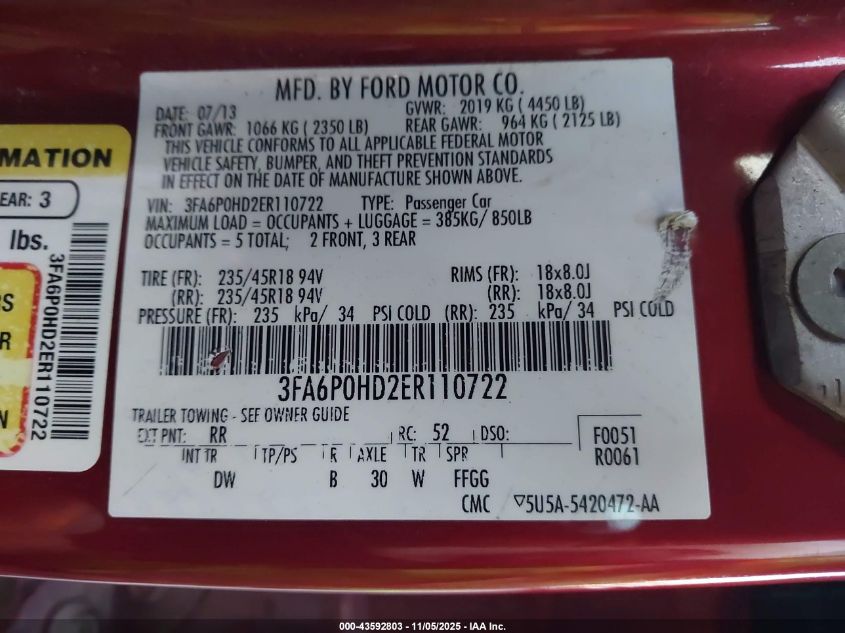 MFD. BY FORD MOTOR CO.
DATE: 07/13 GVWR: 2019 KG ( 4450 LB)
FRONT GAWR: 1066 KG ( 2350 LB) REAR GAWR: 964 KG ( 2125 LB)
THIS VEHICLE CONFORMS TO ALL APPLICABLE FEDERAL MOTOR
VEHICLE SAFETY, BUMPER, AND THEFT PREVENTION STANDARDS
IN EFFECT ON THE DATE OF MANUFACTURE SHOWN ABOVE.
VIN: 3FA6P0HD2ER110722 TYPE: Passenger Car
MAXIMUM LOAD = OCCUPANTS + LUGGAGE = 385KG/ 850LB
OCCUPANTS = 5 TOTAL; 2 FRONT, 3 REAR
TIRE (FR): 235/45R18 94V RIMS (FR): 18x8.0J
(RR): 235/45R18 94V (RR): 18x8.0J
PRESSURE (FR): 235 kPa/ 34 PSI COLD (RR): 235 kPa/ 34 PSI COLD
3FA6P0HD2ER110722
TRAILER TOWING - SEE OWNER GUIDE
EXT PNT: RR RC: 52 DSO: F0051
R0061
INT TR TP/PS R AXLE TR SPR
DW B 30 W FFGG
CMC ▽5U5A-5420472-AA
MATION
EAR: 3
lbs.
RS
R
N
3FA6P0HD2ER110722
000-43592803 - 11/05/2025 - IAA Inc.